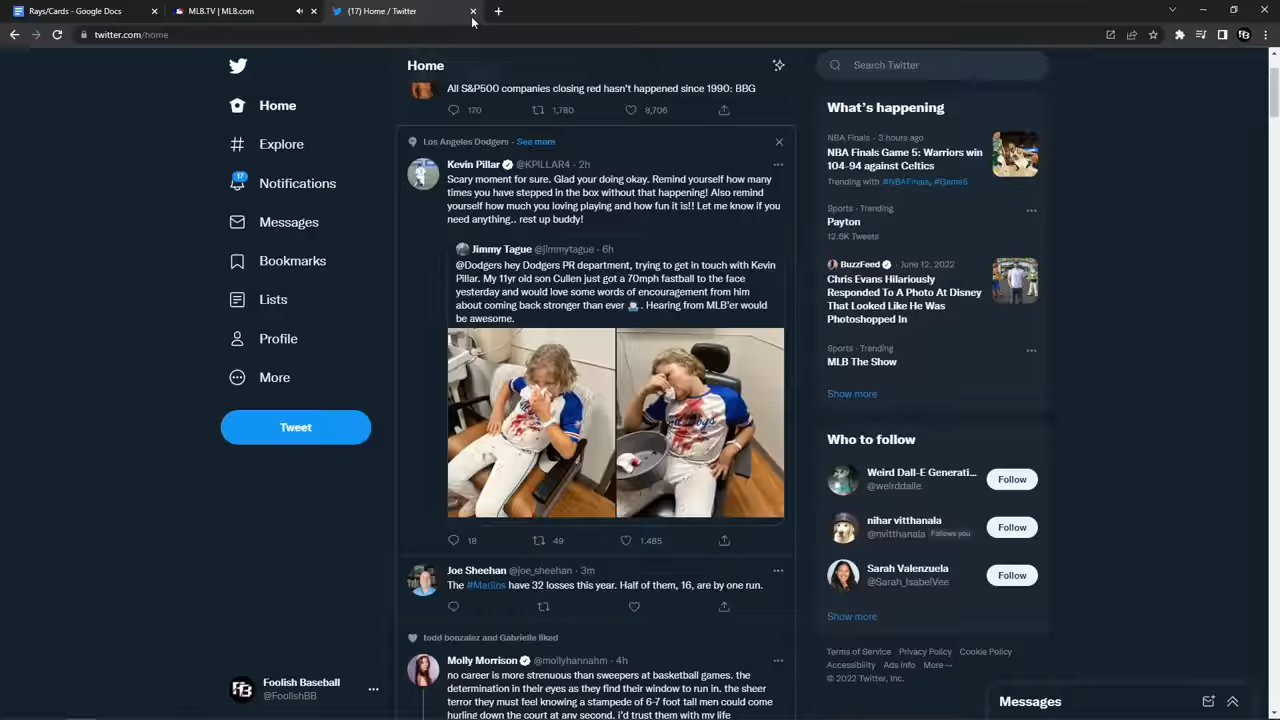 Rays/Cards - Google Docs
MLB.TV | MLB.com
(17) Home / Twitter
twitter.com/home
Home
Explore
17
Notifications
Messages
Bookmarks
Lists
Profile
More
Tweet
Foolish Baseball
@FoolishBB
Home
All S&P500 companies closing red hasn't happened since 1990: BBG
170 1,780 8,706
Los Angeles Dodgers · See more
Kevin Pillar @KPILLAR4 · 2h
Scary moment for sure. Glad your doing okay. Remind yourself how many
times you have stepped in the box without that happening! Also remind
yourself how much you loving playing and how fun it is!! Let me know if you
need anything.. rest up buddy!
Jimmy Tague @jimmytague · 6h
@Dodgers hey Dodgers PR department, trying to get in touch with Kevin
Pillar. My 11yr old son Cullen just got a 70mph fastball to the face
yesterday and would love some words of encouragement from him
about coming back stronger than ever . Hearing from MLB'er would
be awesome.
18 49 1,485
Joe Sheehan @joe_sheehan · 3m
The #Marlins have 32 losses this year. Half of them, 16, are by one run.
todd bonzalez and Gabrielle liked
Molly Morrison @mollyhannahm · 4h
no career is more strenuous than sweepers at basketball games. the
determination in their eyes as they find their window to run in. the sheer
terror they must feel knowing a stampede of 6-7 foot tall men could come
hurling down the court at any second. i'd trust them with my life
Search Twitter
What's happening
NBA Finals · 3 hours ago
NBA Finals Game 5: Warriors win
104-94 against Celtics
Trending with #NBAFinals, #Game5
Sports · Trending
Payton
12.6K Tweets
BuzzFeed · June 12, 2022
Chris Evans Hilariously
Responded To A Photo At Disney
That Looked Like He Was
Photoshopped In
Sports · Trending
MLB The Show
Show more
Who to follow
Weird Dall-E Generati...
@weirddalle
Follow
nihar vitthanala
@nvitthanala Follows you
Follow
Sarah Valenzuela
@Sarah_IsabelVee
Follow
Show more
Terms of Service Privacy Policy Cookie Policy
Accessibility Ads Info More ···
© 2022 Twitter, Inc.
Messages